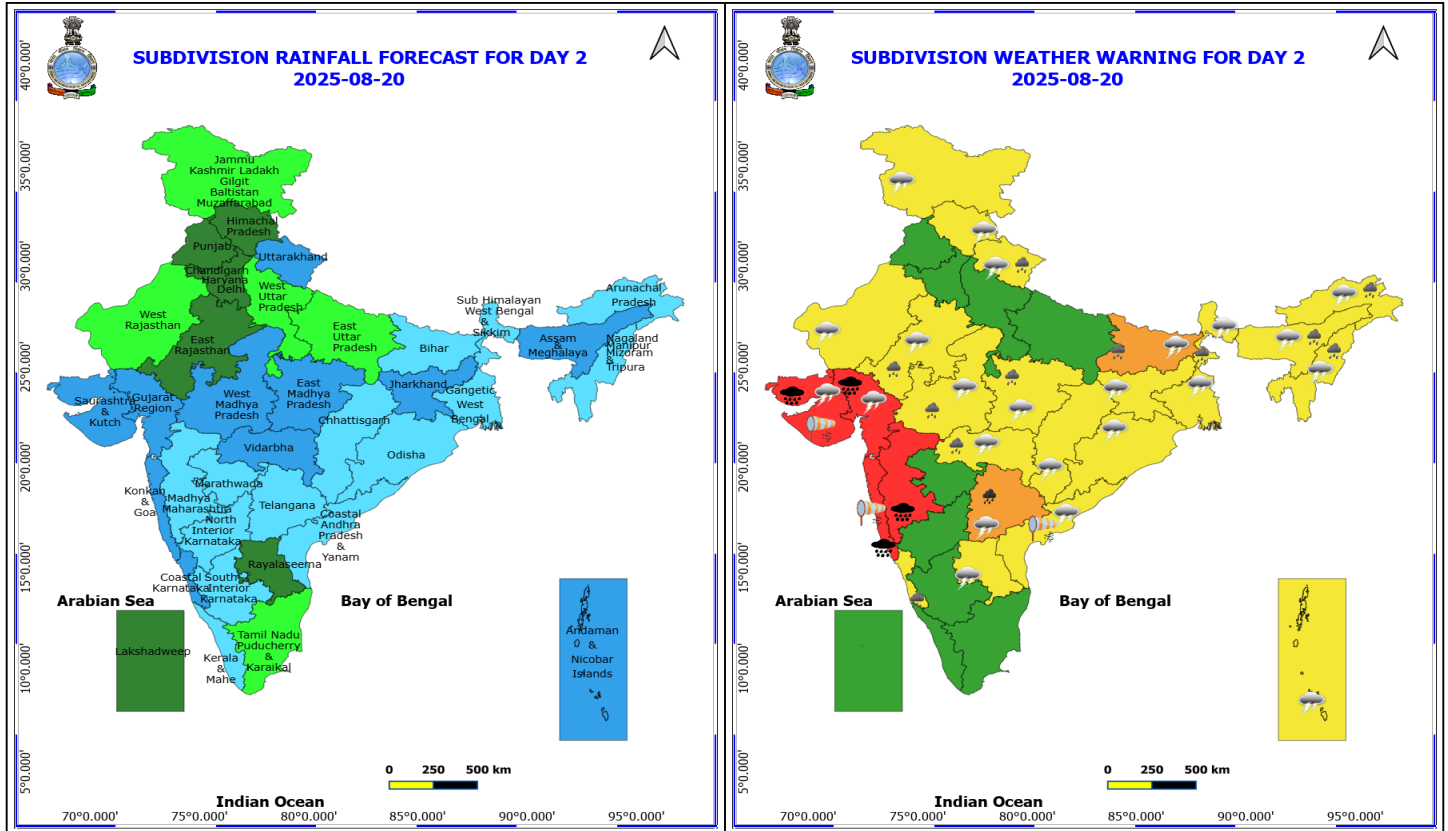 SUBDIVISION RAINFALL FORECAST FOR DAY 2
2025-08-20
40°0.000'
35°0.000'
30°0.000'
25°0.000'
20°0.000'
15°0.000'
10°0.000'
5°0.000'
Jammu
Kashmir Ladakh
Gilgit
Baltistan
Muzaffarabad
Himachal
Pradesh
Punjab
Uttarakhand
Chandigarh
Haryana
Delhi
West
Uttar
Pradesh
West
Rajasthan
East
Rajasthan
East
Uttar
Pradesh
Bihar
Sub Himalayan
West Bengal
&
Sikkim
Arunachal
Pradesh
Assam
&
Meghalaya
Nagaland
Manipur
Mizoram
&
Tripura
Saurashtra
&
Kutch
Gujarat
Region
West
Madhya
Pradesh
East
Madhya
Pradesh
Jharkhand
Gangetic
West
Bengal
Chhattisgarh
Odisha
Vidarbha
Konkan
&
Goa
Madhya
Maharashtra
Marathwada
Telangana
North
Interior
Karnataka
Coastal
Andhra
Pradesh
&
Yanam
Rayalaseema
Coastal
Karnataka
South
Interior
Karnataka
Tamil Nadu
Puducherry
&
Karaikal
Kerala
&
Mahe
Arabian Sea
Lakshadweep
Bay of Bengal
Andaman
&
Nicobar
Islands
0 250 500 km
Indian Ocean
70°0.000' 75°0.000' 80°0.000' 85°0.000' 90°0.000' 95°0.000'
SUBDIVISION WEATHER WARNING FOR DAY 2
2025-08-20
40°0.000'
35°0.000'
30°0.000'
25°0.000'
20°0.000'
15°0.000'
10°0.000'
5°0.000'
Arabian Sea
Bay of Bengal
0 250 500 km
Indian Ocean
70°0.000' 75°0.000' 80°0.000' 85°0.000' 90°0.000' 95°0.000'